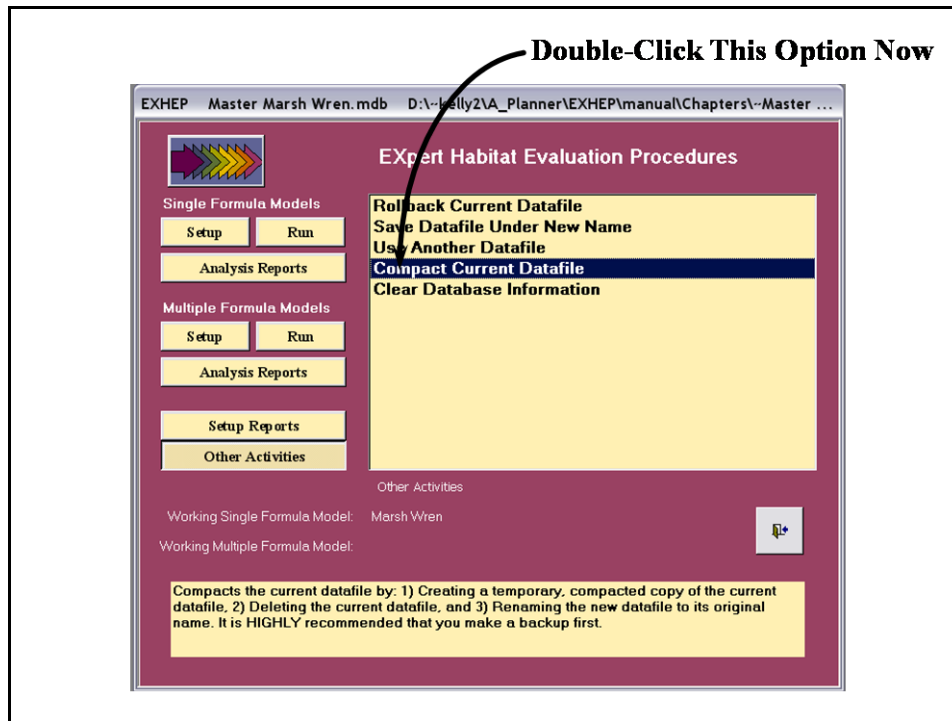 Double-Click This Option Now
EXHEP Master Marsh Wren.mdb D:\~kelly2\A_Planner\EXHEP\manual\Chapters\~Master ...
EXpert Habitat Evaluation Procedures
Single Formula Models
Setup Run
Analysis Reports
Multiple Formula Models
Setup Run
Analysis Reports
Setup Reports
Other Activities
Rollback Current Datafile
Save Datafile Under New Name
Use Another Datafile
Compact Current Datafile
Clear Database Information
Other Activities
Working Single Formula Model: Marsh Wren
Working Multiple Formula Model:
Compacts the current datafile by: 1) Creating a temporary, compacted copy of the current
datafile, 2) Deleting the current datafile, and 3) Renaming the new datafile to its original
name. It is HIGHLY recommended that you make a backup first.